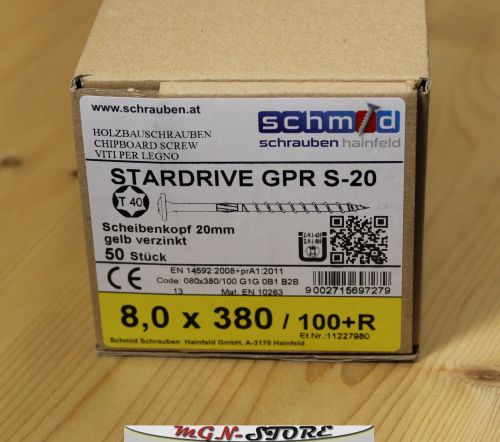 www.schrauben.at
schmid
schrauben hainfeld
HOLZBAUSCHRAUBEN
CHIPBOARD SCREW
VITI PER LEGNO
STARDRIVE GPR S-20
T 40
Scheibenkopf 20mm
gelb verzinkt
50 Stück
CE
EN 14592:2008+prA1:2011
Code: 080x380/100 G1G 0B1 B2B
13 Mat. EN 10263
9002715697279
8,0 x 380 / 100+R
Et.Nr.:11227980
Schmid Schrauben Hainfeld GmbH, A-3170 Hainfeld
MGN-STORE